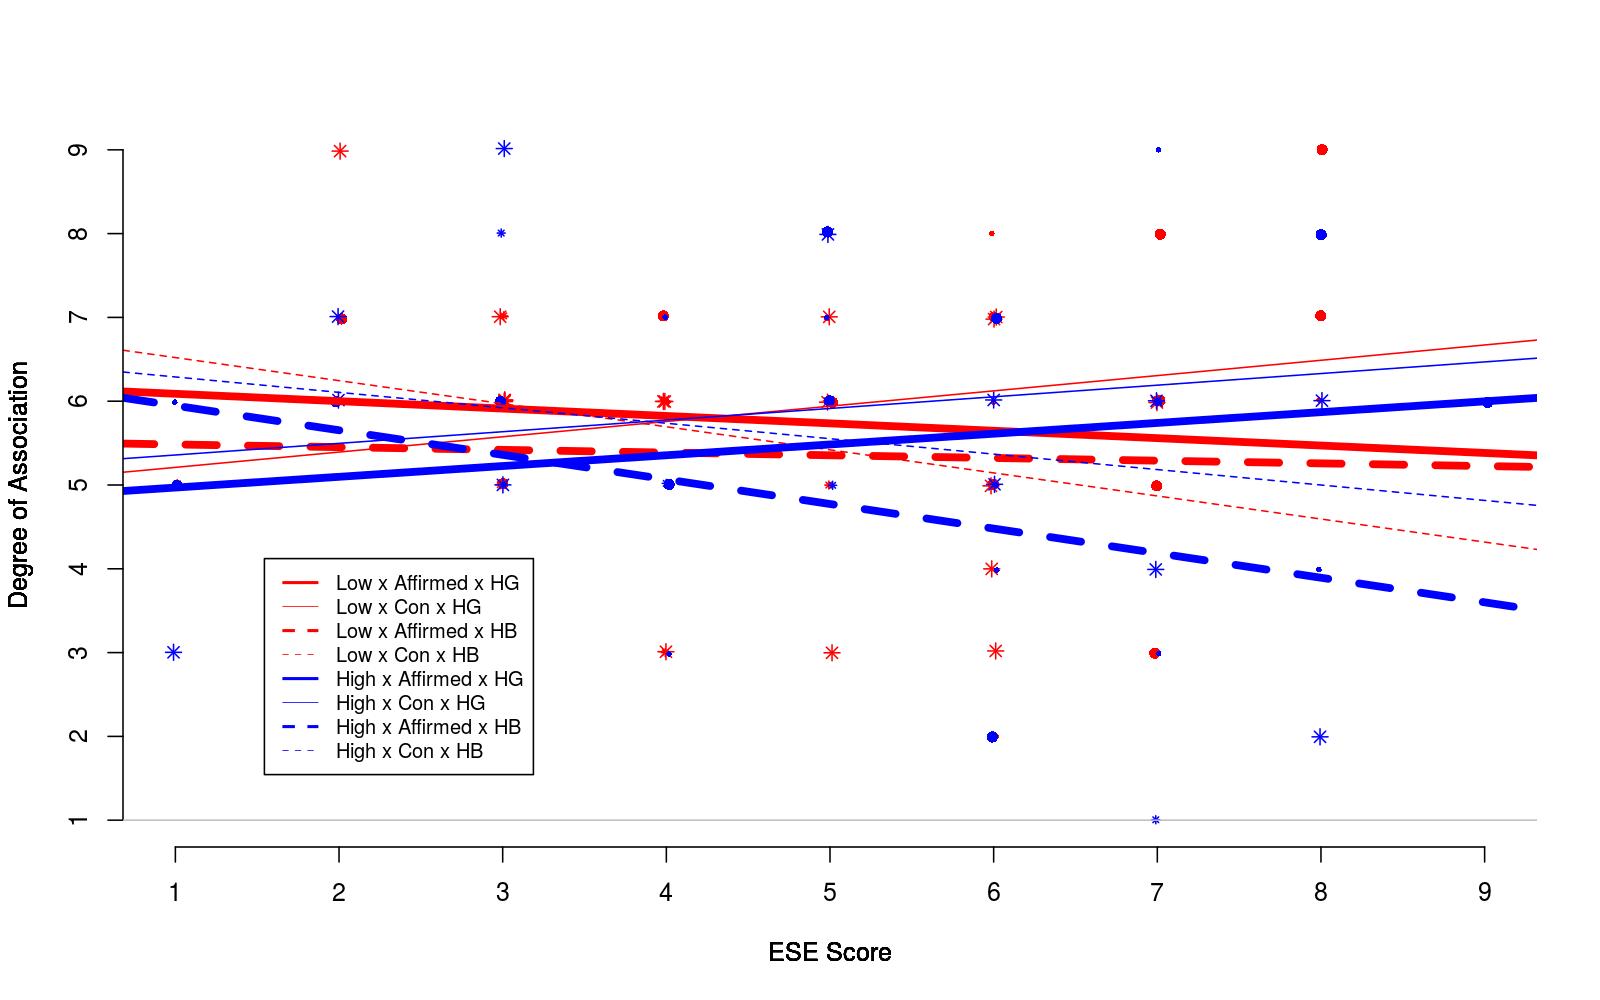 9
8
7
6
5
4
3
2
1
Degree of Association
Low x Affirmed x HG
Low x Con x HG
Low x Affirmed x HB
Low x Con x HB
High x Affirmed x HG
High x Con x HG
High x Affirmed x HB
High x Con x HB
1 2 3 4 5 6 7 8 9
ESE Score